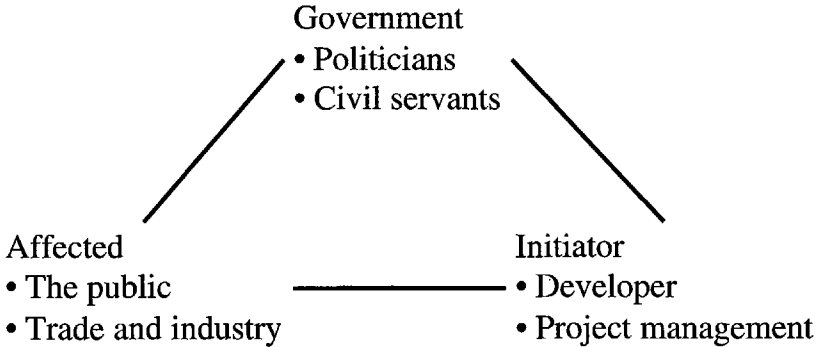 Government
• Politicians
• Civil servants
Affected
• The public
• Trade and industry
Initiator
• Developer
• Project management